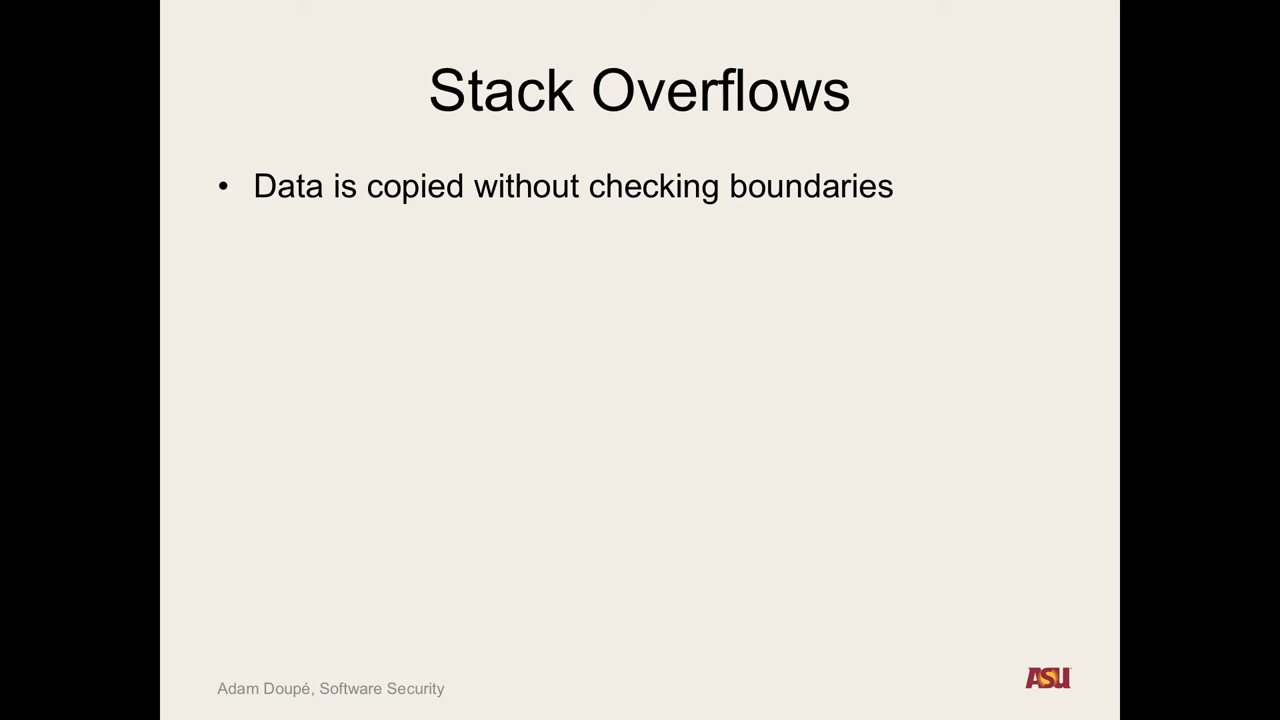 Stack Overflows
• Data is copied without checking boundaries
Adam Doupé, Software Security
ASU